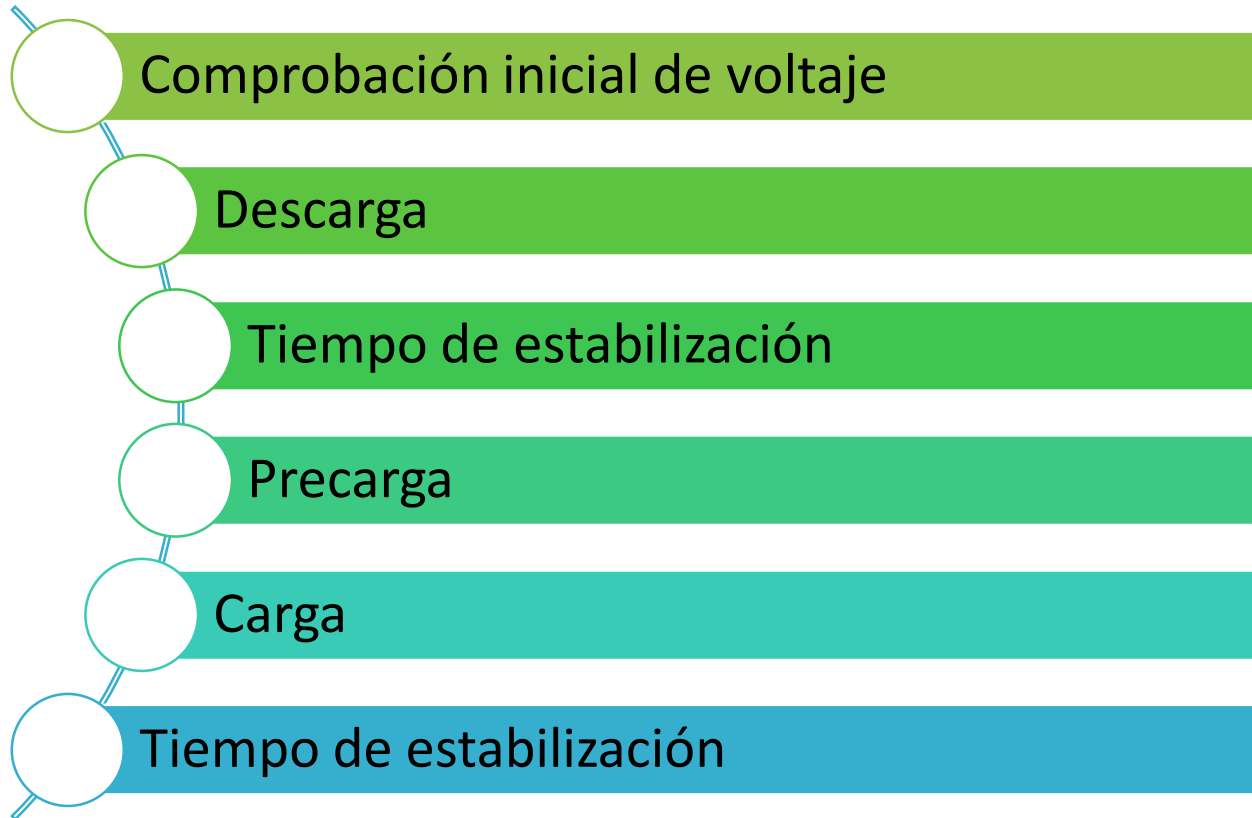 Comprobación inicial de voltaje
Descarga
Tiempo de estabilización
Precarga
Carga
Tiempo de estabilización